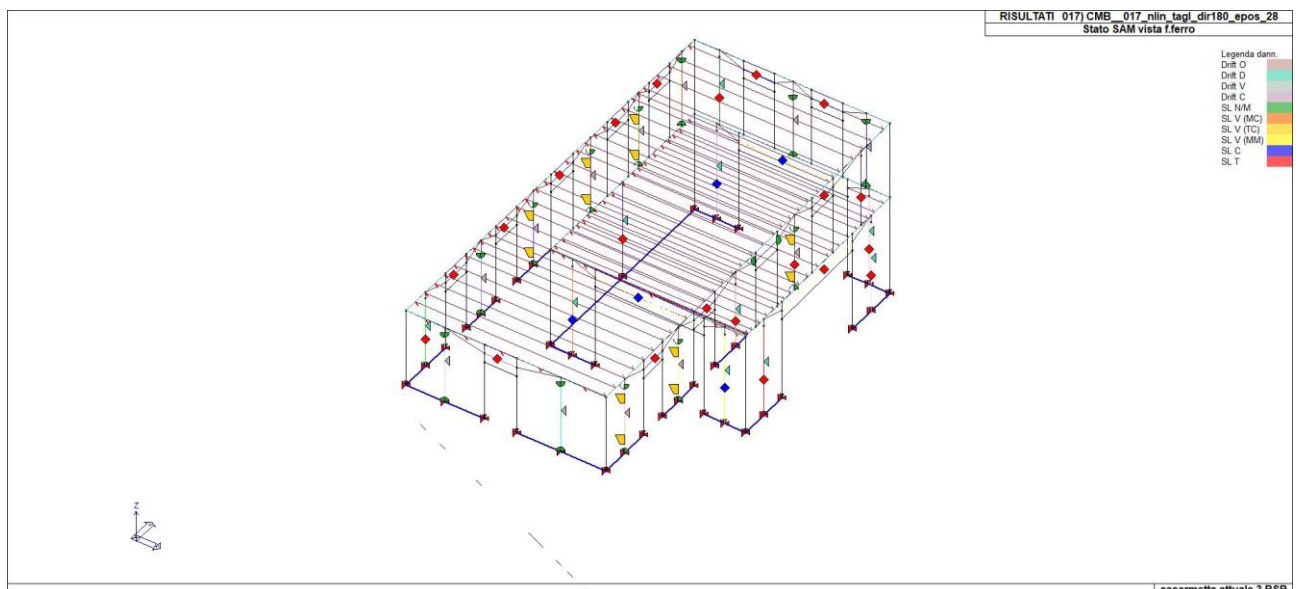 RISULTATI 017) CMB__017_nlin_tagl_dir180_epos_28
Stato SAM vista f.ferro
Legenda dann.
Drift O
Drift D
Drift V
Drift C
SL N/M
SL V (MC)
SL V (TC)
SL V (MM)
SL C
SL T
Z